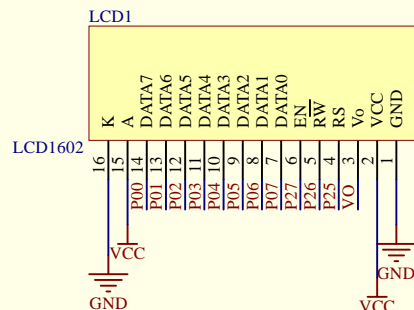 LCD1
K
A
DATA7
DATA6
DATA5
DATA4
DATA3
DATA2
DATA1
DATA0
EN
RW
RS
Vo
VCC
GND
LCD1602
16
15
14
13
12
11
10
9
8
7
6
5
4
3
2
1
P00
P01
P02
P03
P04
P05
P06
P07
P27
P26
P25
VO
VCC
GND
GND
VCC